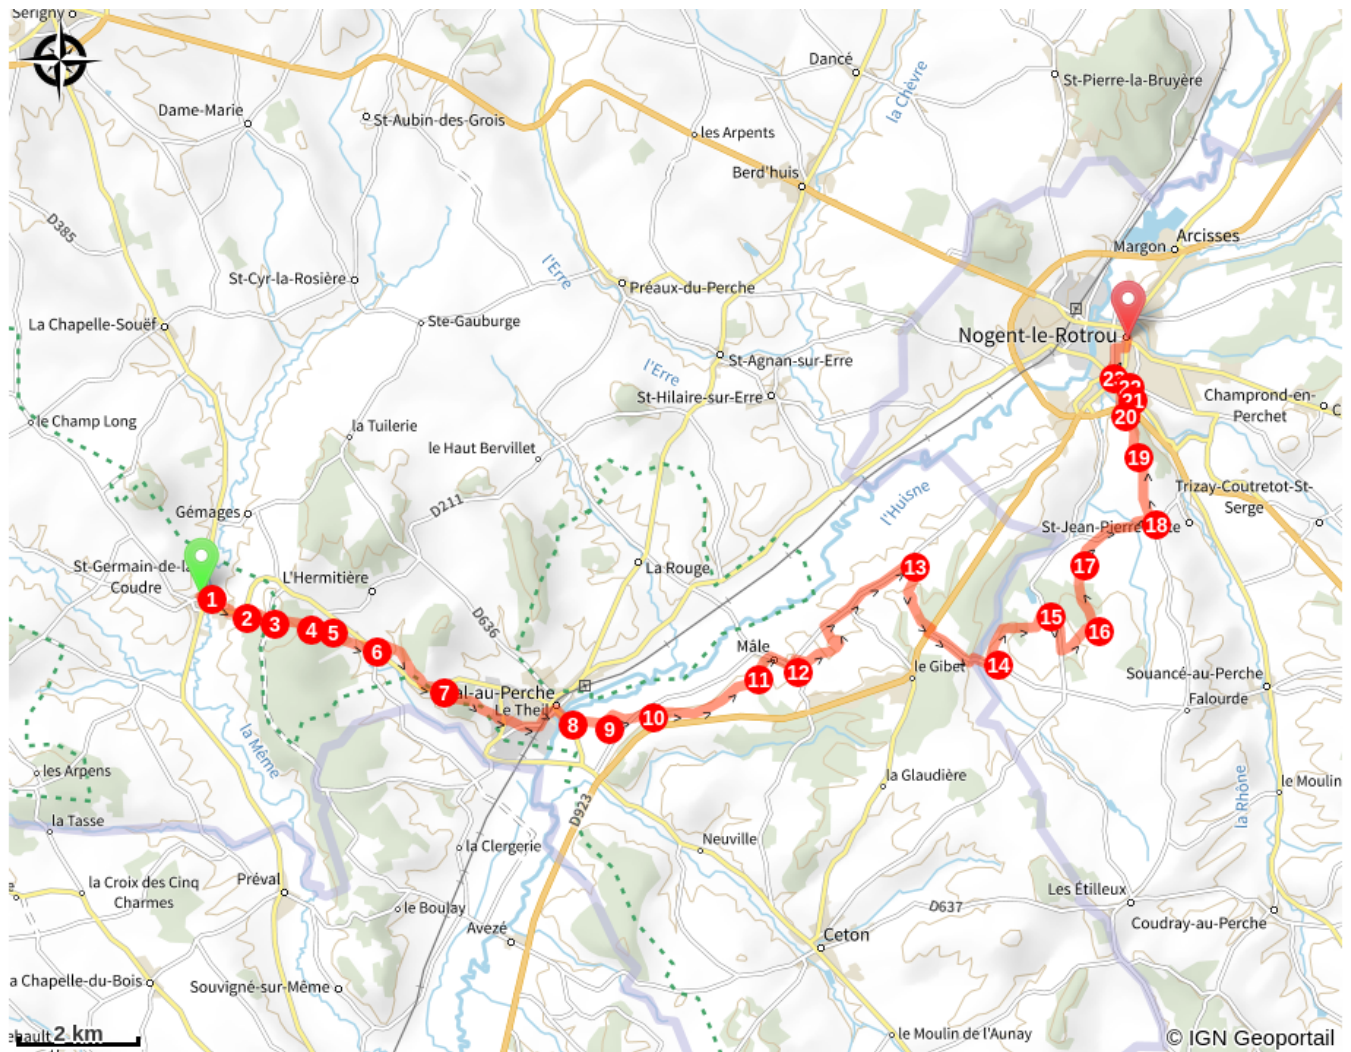 Sérigny
Dancé
la Chèvre
St-Pierre-la-Bruyère
Dame-Marie
St-Aubin-des-Grois
les Arpents
Berd'huis
D385
Margon
Arcisses
St-Cyr-la-Rosière
l'Erre
Préaux-du-Perche
La Chapelle-Souëf
Ste-Gauburge
Nogent-le-Rotrou
St-Agnan-sur-Erre
l'Erre
St-Hilaire-sur-Erre
23
22
21
20
Champrond-en-
Perchet
le Champ Long
la Tuilerie
le Haut Bervillet
19
D211
l'Huisne
Trizay-Coutretot-St-
Serge
Gémages
18
St-Germain-de-la-
Coudre
L'Hermitière
La Rouge
13
17
1
2
3
4
5
6
D636
15
16
Mâle
11
12
le Gibet
14
Souancé-au-Perche
Falourde
7
al-au-Perche
Le Theil
8
9
10
la Même
les Arpens
la Glaudière
la Rhône
le Moulin
D923
la Tasse
la Clergerie
Neuville
la Croix des Cinq
Charmes
Préval
le Boulay
Les Étilleux
D637
Coudray-au-Perche
Avezé
Ceton
a Chapelle-du-Bois
Souvigné-sur-Même
2 km
le Moulin de l'Aunay
© IGN Geoportail